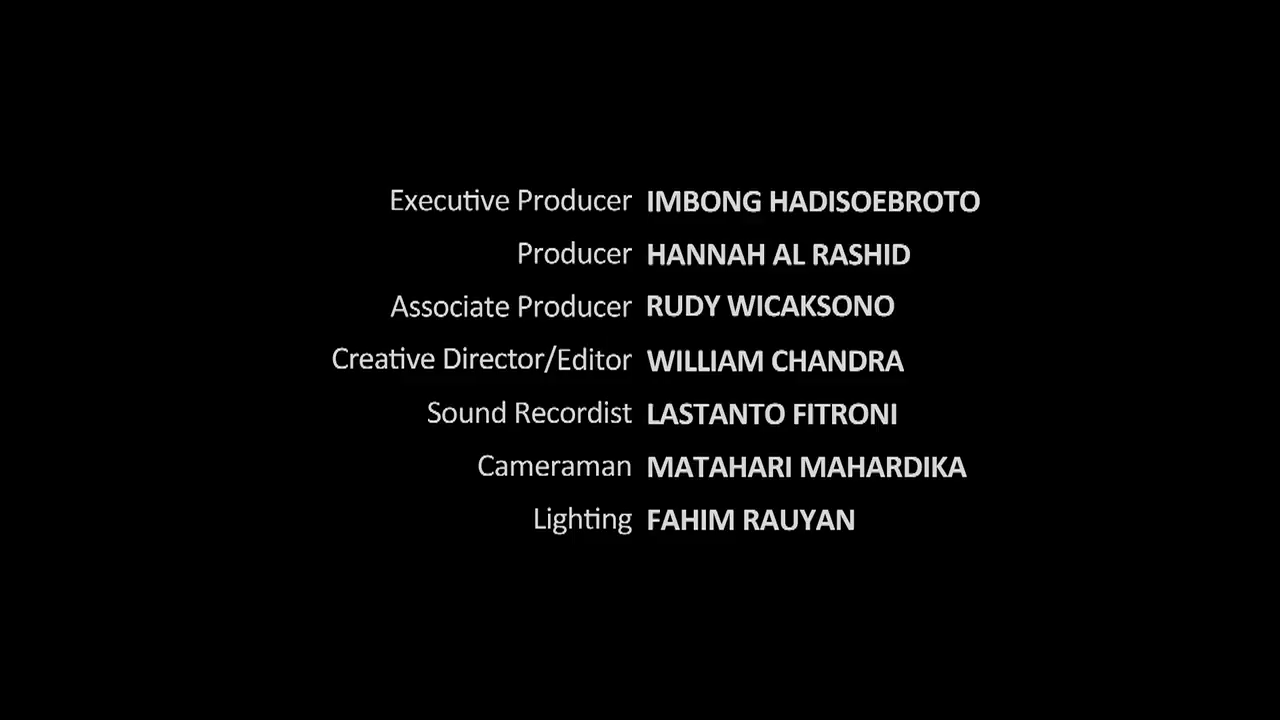 Executive Producer IMBONG HADISOEBROTO
Producer HANNAH AL RASHID
Associate Producer RUDY WICAKSONO
Creative Director/Editor WILLIAM CHANDRA
Sound Recordist LASTANTO FITRONI
Cameraman MATAHARI MAHARDIKA
Lighting FAHIM RAUYAN